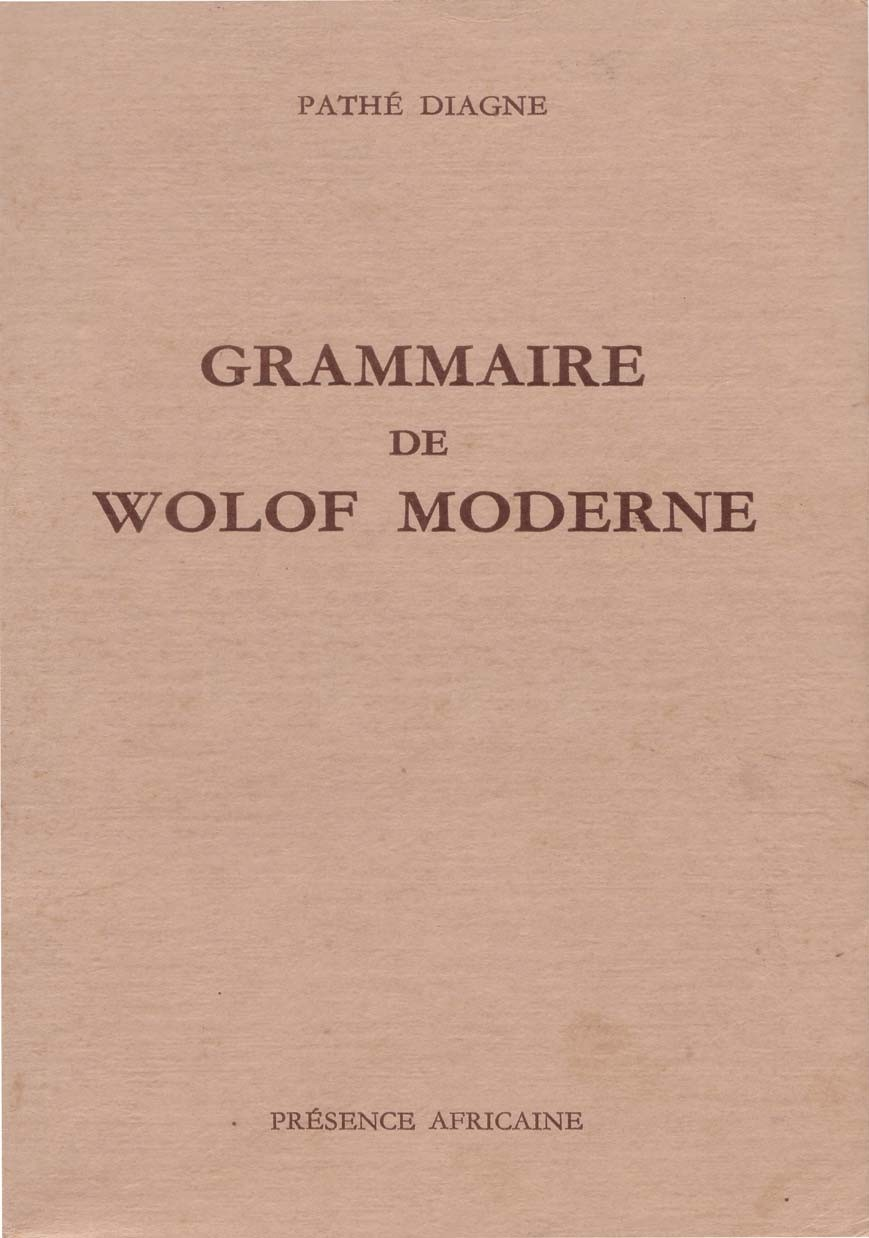 PATHÉ DIAGNE
GRAMMAIRE
DE
WOLOF MODERNE
PRÉSENCE AFRICAINE